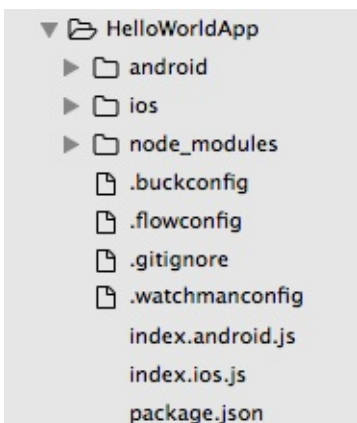 HelloWorldApp
android
ios
node_modules
.buckconfig
.flowconfig
.gitignore
.watchmanconfig
index.android.js
index.ios.js
package.json